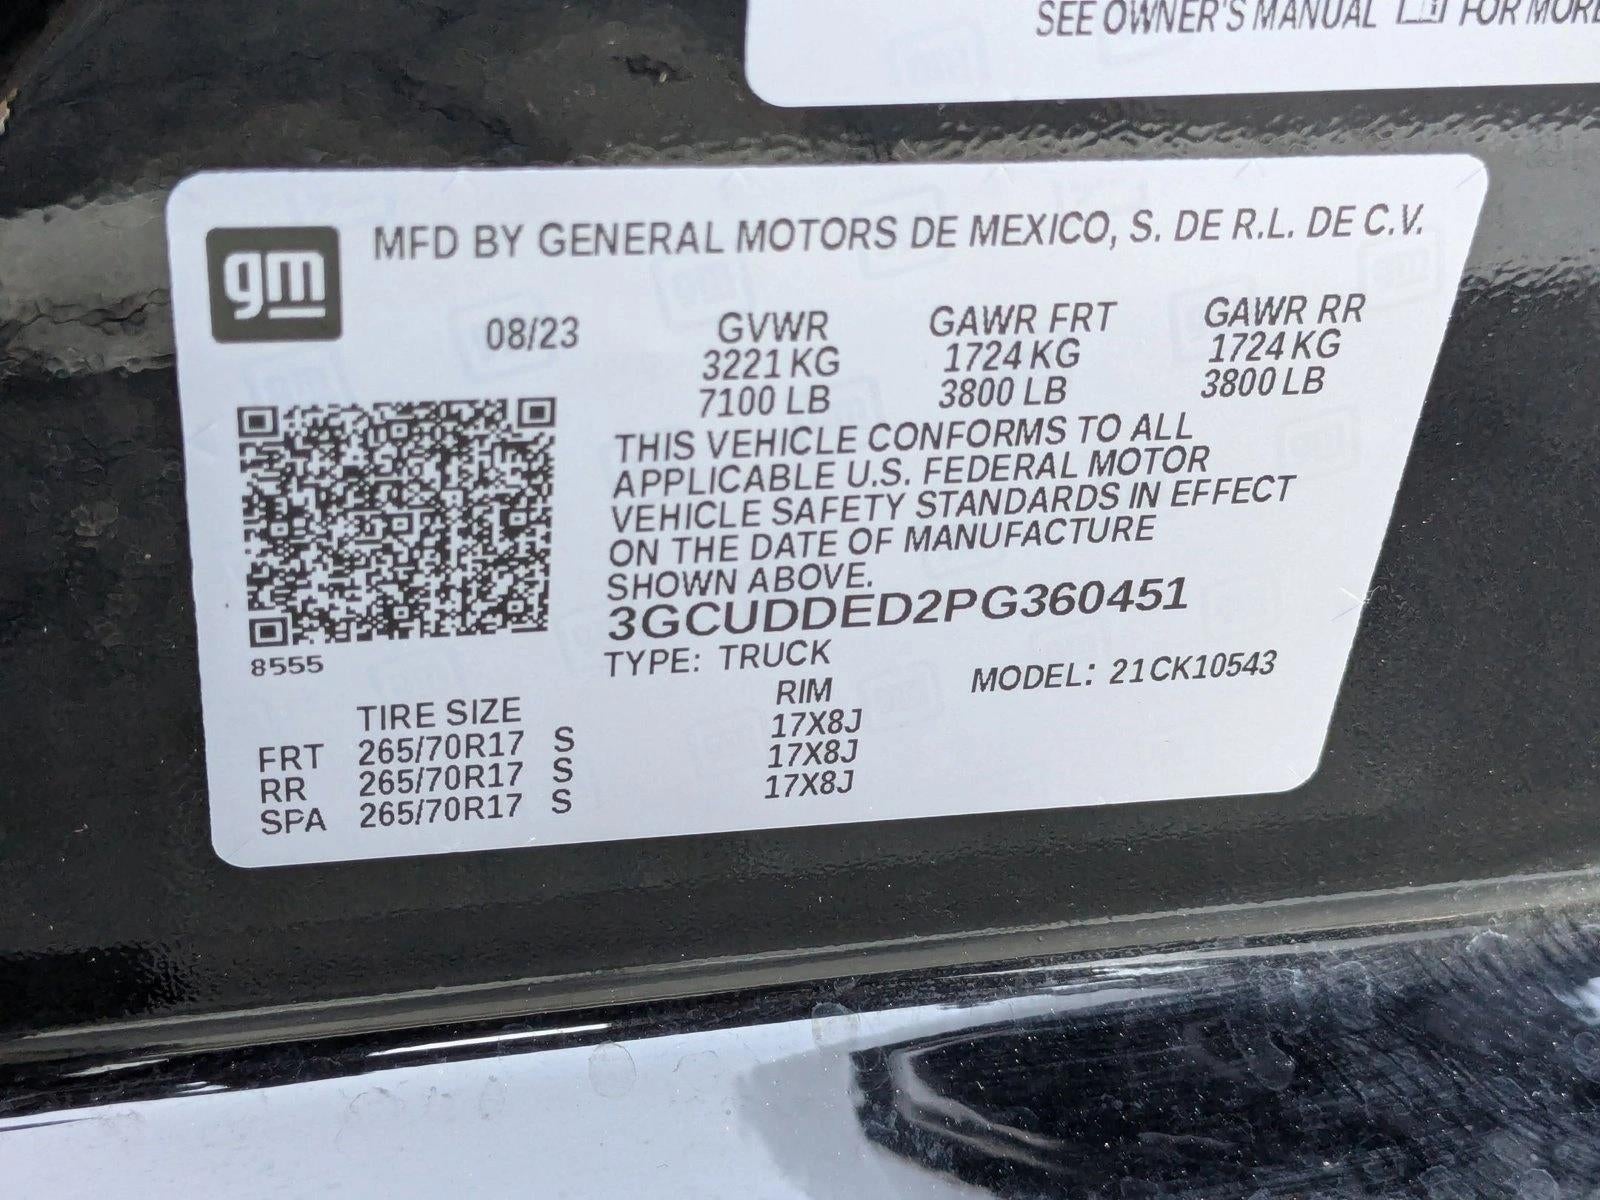 SEE OWNER'S MANUAL FOR MORE
gm
MFD BY GENERAL MOTORS DE MEXICO, S. DE R.L. DE C.V.
08/23 GVWR GAWR FRT GAWR RR
3221 KG 1724 KG 1724 KG
7100 LB 3800 LB 3800 LB
THIS VEHICLE CONFORMS TO ALL
APPLICABLE U.S. FEDERAL MOTOR
VEHICLE SAFETY STANDARDS IN EFFECT
ON THE DATE OF MANUFACTURE
SHOWN ABOVE.
3GCUDDED2PG360451
8555
TYPE: TRUCK MODEL: 21CK10543
TIRE SIZE RIM
FRT 265/70R17 S 17X8J
RR 265/70R17 S 17X8J
SPA 265/70R17 S 17X8J